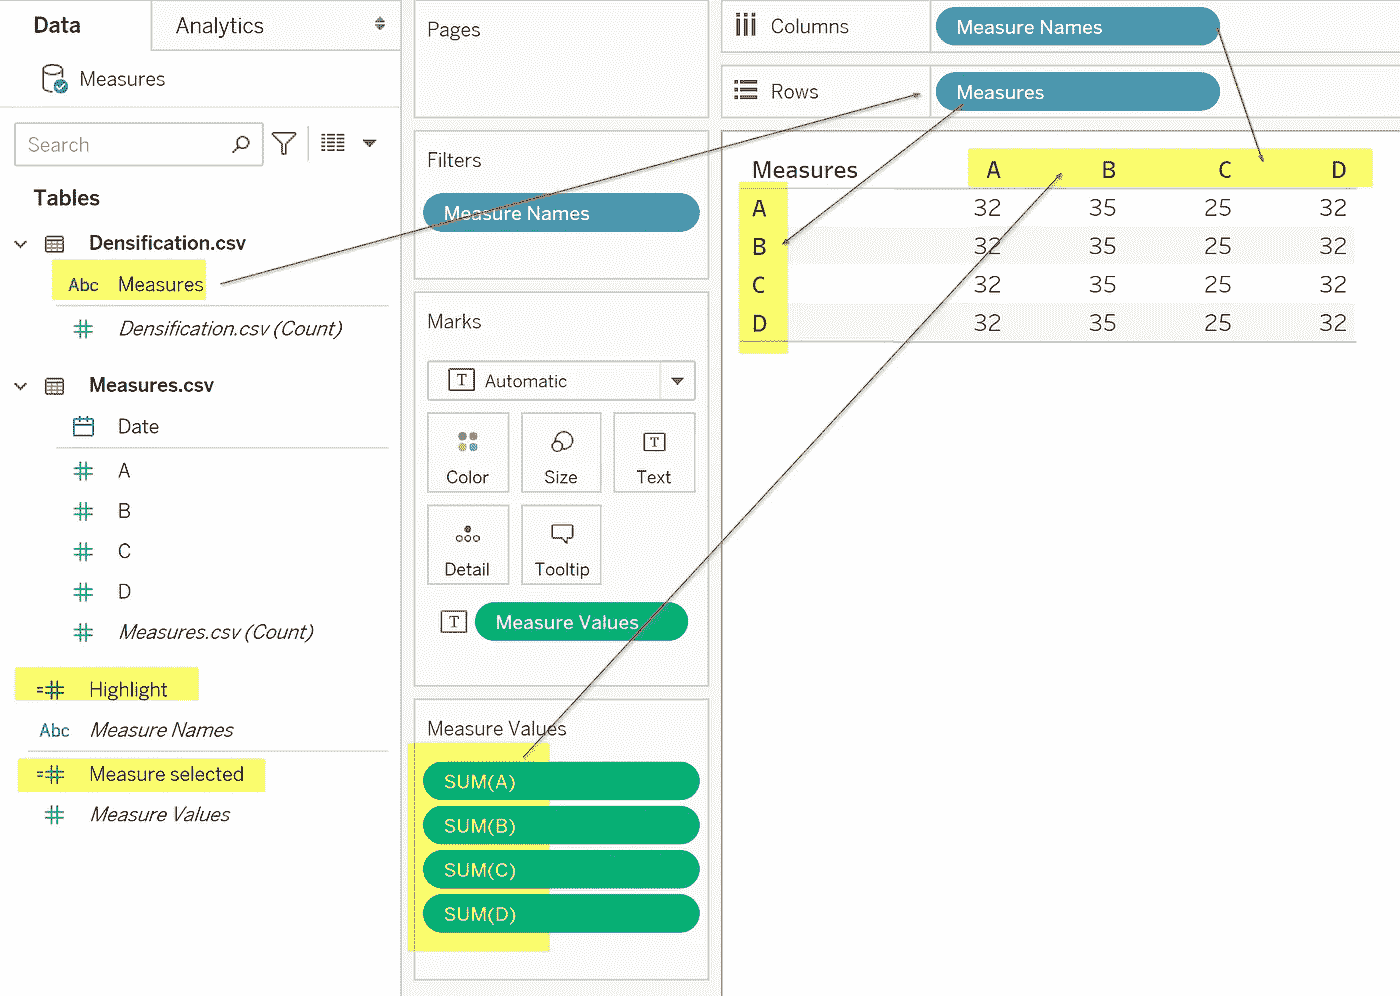 Data
Analytics
Measures
Search
Tables
Densification.csv
Abc Measures
Densification.csv (Count)
Measures.csv
Date
A
B
C
D
Measures.csv (Count)
=# Highlight
Abc Measure Names
=# Measure selected
# Measure Values
Pages
Filters
Measure Names
Marks
T Automatic
Color
Size
T
Text
Detail
Tooltip
T Measure Values
Measure Values
SUM(A)
SUM(B)
SUM(C)
SUM(D)
Columns Measure Names
Rows Measures
Measures A B C D
A 32 35 25 32
B 32 35 25 32
C 32 35 25 32
D 32 35 25 32